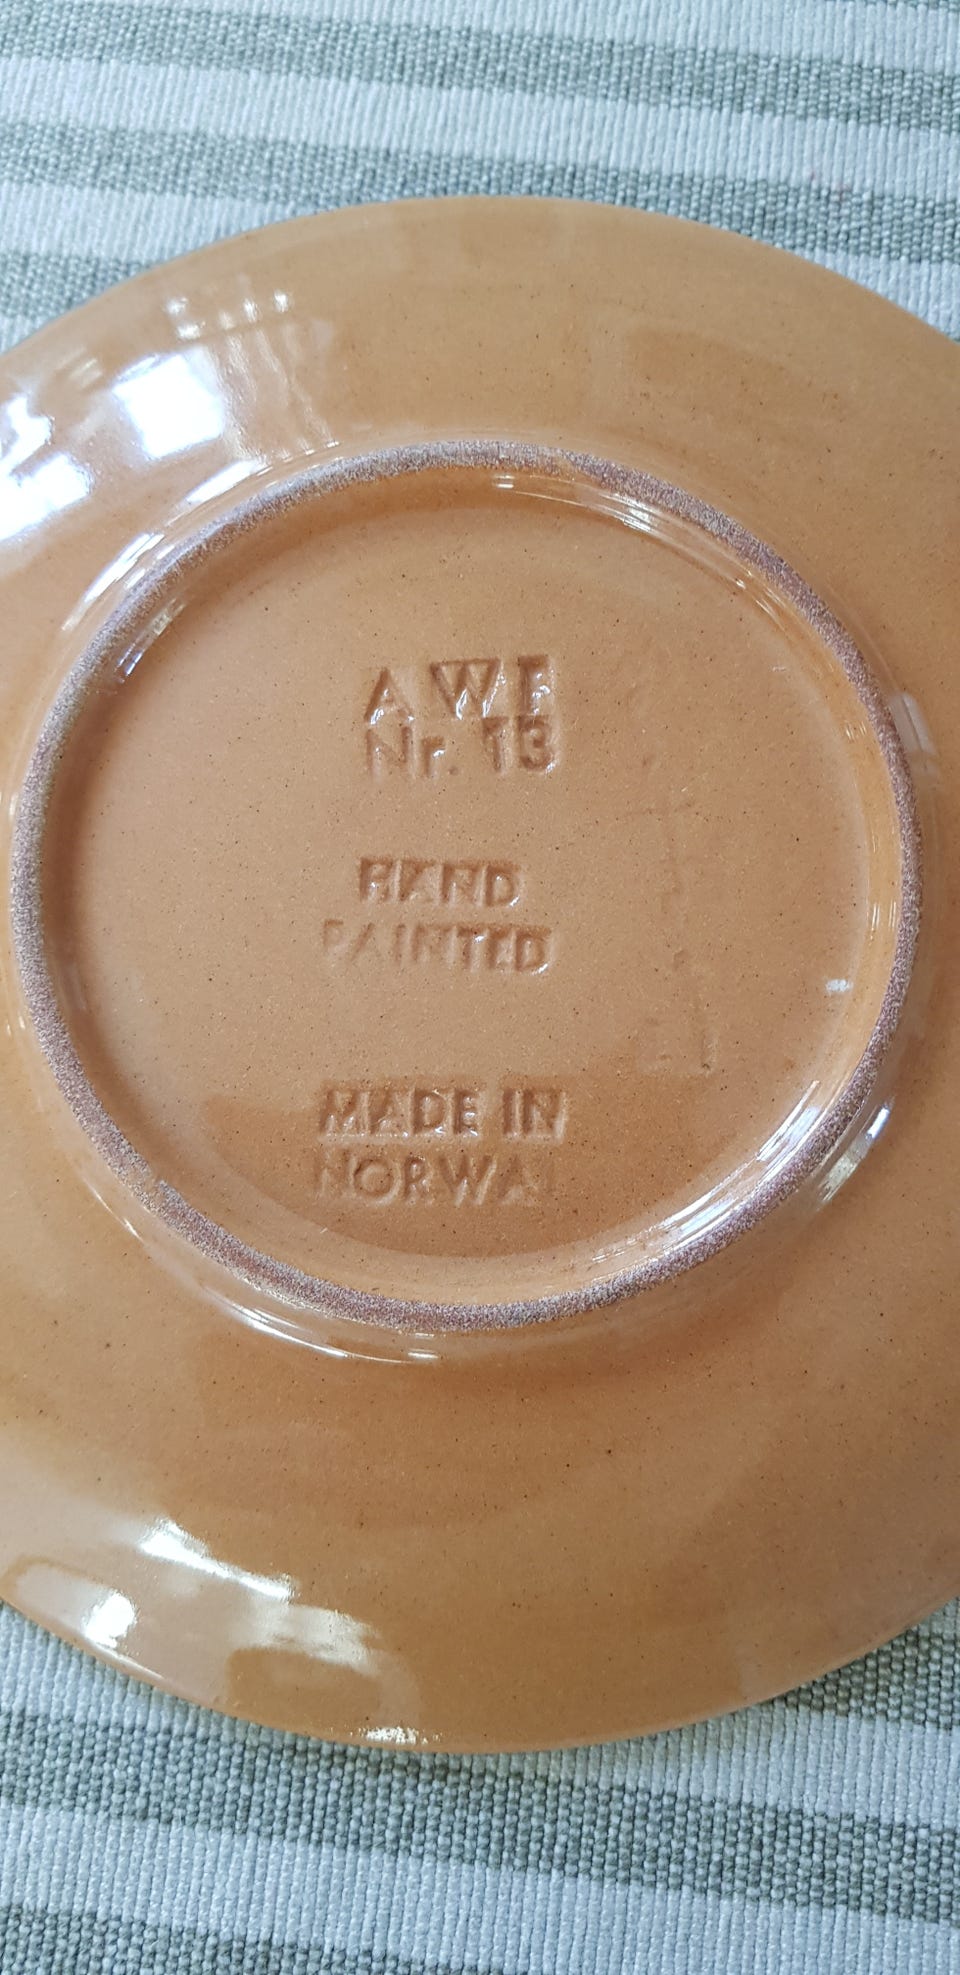 AWF
Nr. 13
HAND
PAINTED
MADE IN
NORWAY